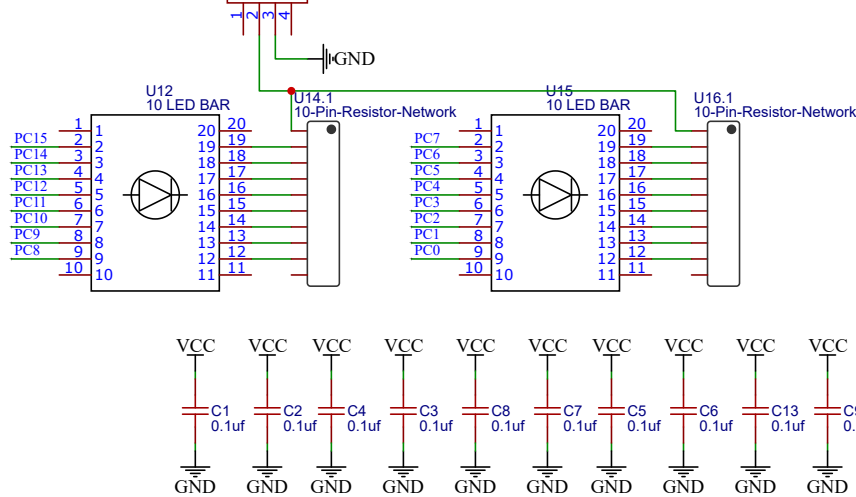 1 2 3 4
GND
U12
10 LED BAR
U14.1
10-Pin-Resistor-Network
U15
10 LED BAR
U16.1
10-Pin-Resistor-Network
1 1 20 20
PC15 2 2 19 19
PC14 3 3 18 18
PC13 4 4 17 17
PC12 5 5 16 16
PC11 6 6 15 15
PC10 7 7 14 14
PC9 8 8 13 13
PC8 9 9 12 12
10 10 11 11
1 1 20 20
PC7 2 2 19 19
PC6 3 3 18 18
PC5 4 4 17 17
PC4 5 5 16 16
PC3 6 6 15 15
PC2 7 7 14 14
PC1 8 8 13 13
PC0 9 9 12 12
10 10 11 11
VCC VCC VCC VCC VCC VCC VCC VCC VCC VCC
C1 C2 C4 C3 C8 C7 C5 C6 C13
0.1uf 0.1uf 0.1uf 0.1uf 0.1uf 0.1uf 0.1uf 0.1uf 0.1uf 0.
GND GND GND GND GND GND GND GND GND GND